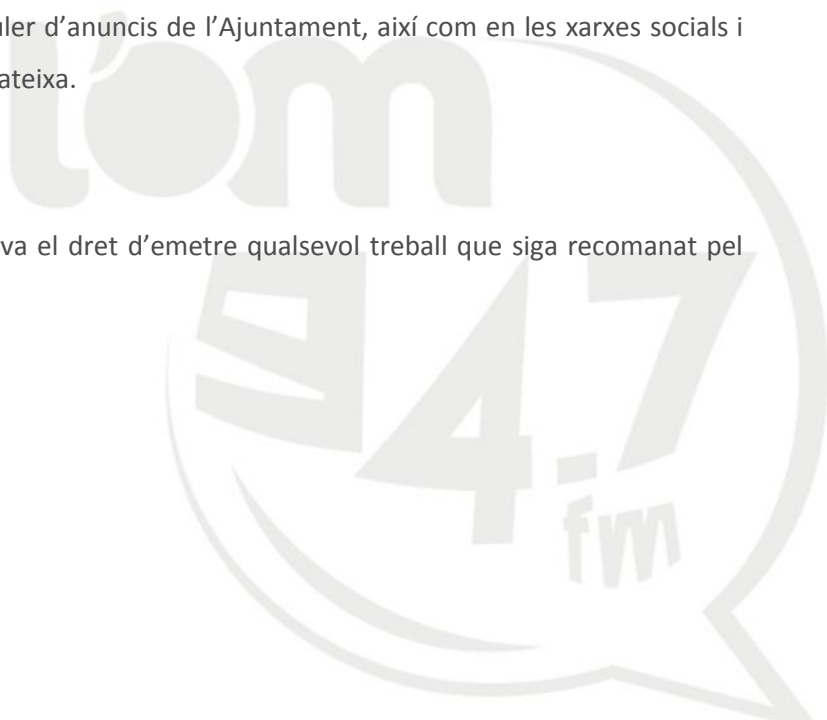 uler d’anuncis de l’Ajuntament, així com en les xarxes socials i
ateixa.
l’om
va el dret d’emetre qualsevol treball que siga recomanat pel
94.7
fm